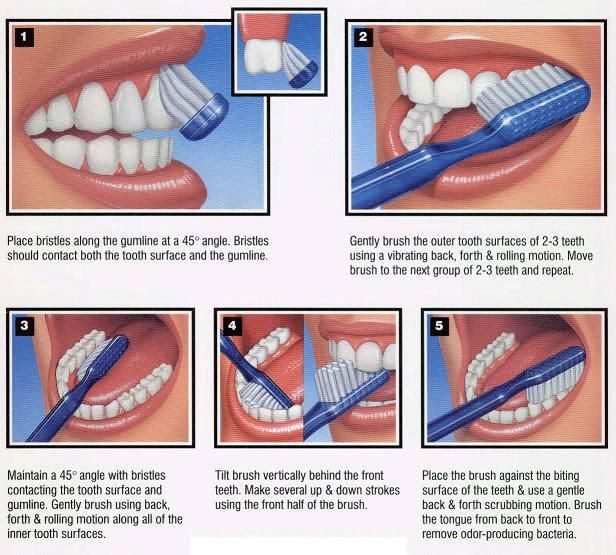 1
2
Place bristles along the gumline at a 45° angle. Bristles
should contact both the tooth surface and the gumline.
Gently brush the outer tooth surfaces of 2-3 teeth
using a vibrating back, forth & rolling motion. Move
brush to the next group of 2-3 teeth and repeat.
3
4
5
Maintain a 45° angle with bristles
contacting the tooth surface and
gumline. Gently brush using back,
forth & rolling motion along all of the
inner tooth surfaces.
Tilt brush vertically behind the front
teeth. Make several up & down strokes
using the front half of the brush.
Place the brush against the biting
surface of the teeth & use a gentle
back & forth scrubbing motion. Brush
the tongue from back to front to
remove odor-producing bacteria.